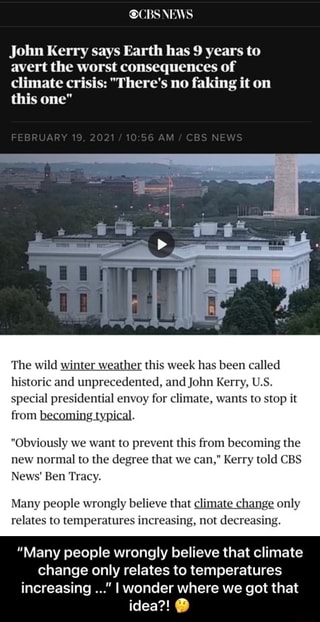 CBS NEWS
John Kerry says Earth has 9 years to
avert the worst consequences of
climate crisis: "There's no faking it on
this one"
FEBRUARY 19, 2021 / 10:56 AM / CBS NEWS
The wild winter weather this week has been called
historic and unprecedented, and John Kerry, U.S.
special presidential envoy for climate, wants to stop it
from becoming typical.
"Obviously we want to prevent this from becoming the
new normal to the degree that we can," Kerry told CBS
News' Ben Tracy.
Many people wrongly believe that climate change only
relates to temperatures increasing, not decreasing.
"Many people wrongly believe that climate
change only relates to temperatures
increasing ..." I wonder where we got that
idea?! 🤔